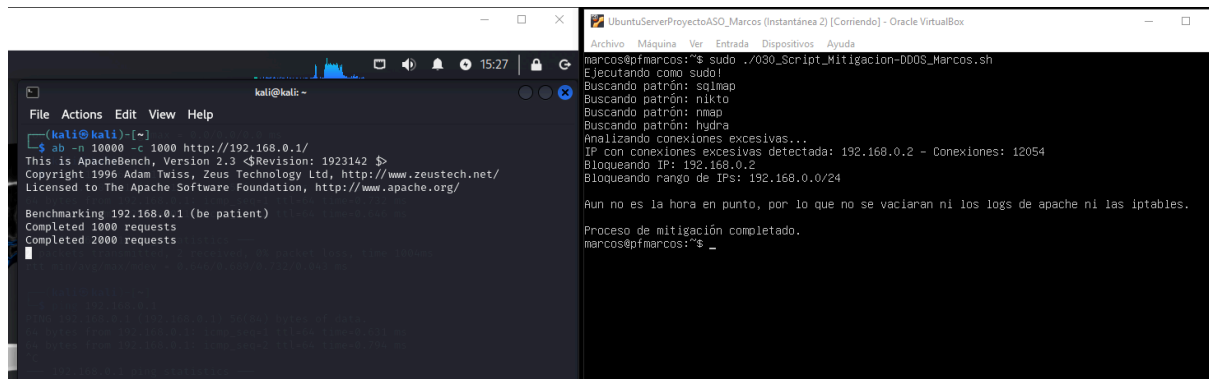 15:27
kali@kali: ~
File Actions Edit View Help
(kali㉿kali)-[~]
$ ab -n 10000 -c 1000 http://192.168.0.1/
This is ApacheBench, Version 2.3 <$Revision: 1923142 $>
Copyright 1996 Adam Twiss, Zeus Technology Ltd, http://www.zeustech.net/
Licensed to The Apache Software Foundation, http://www.apache.org/
Benchmarking 192.168.0.1 (be patient)
Completed 1000 requests
Completed 2000 requests
UbuntuServerProyectoASO_Marcos (Instantánea 2) [Corriendo] - Oracle VirtualBox
Archivo Máquina Ver Entrada Dispositivos Ayuda
marcos@pfmarcos:~$ sudo ./030_Script_Mitigacion-DDOS_Marcos.sh
Ejecutando como sudo!
Buscando patrón: sqlmap
Buscando patrón: nikto
Buscando patrón: nmap
Buscando patrón: hydra
Analizando conexiones excesivas...
IP con conexiones excesivas detectada: 192.168.0.2 - Conexiones: 12054
Bloqueando IP: 192.168.0.2
Bloqueando rango de IPs: 192.168.0.0/24
Aun no es la hora en punto, por lo que no se vaciaran ni los logs de apache ni las iptables.
Proceso de mitigación completado.
marcos@pfmarcos:~$ _